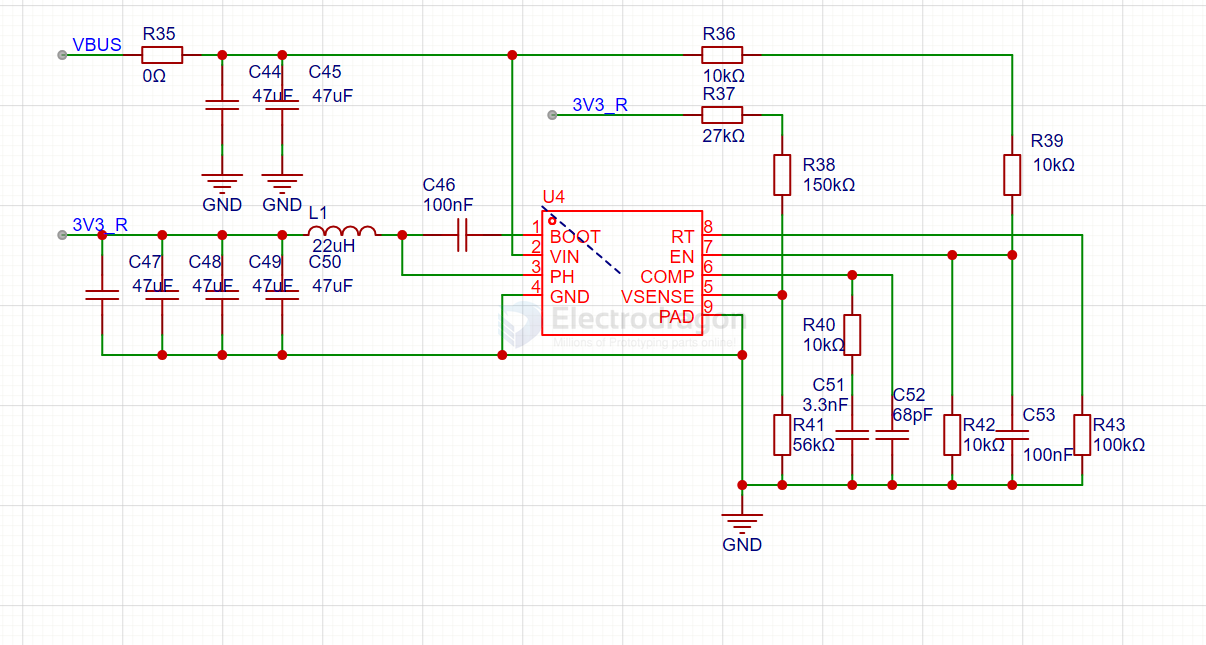 R35
VBUS
0Ω
C44
47uF
C45
47uF
GND
GND
R36
10kΩ
R37
3V3_R
27kΩ
R38
150kΩ
R39
10kΩ
3V3_R
L1
22uH
C46
100nF
C47
47uF
C48
47uF
C49
47uF
C50
47uF
U4
1
BOOT
2
VIN
3
PH
4
GND
RT
8
EN
7
COMP
6
VSENSE
5
PAD
9
Electrodragon
Millions of Prototyping parts online!
R40
10kΩ
C51
3.3nF
C52
68pF
R41
56kΩ
R42
10kΩ
C53
100nF
R43
100kΩ
GND